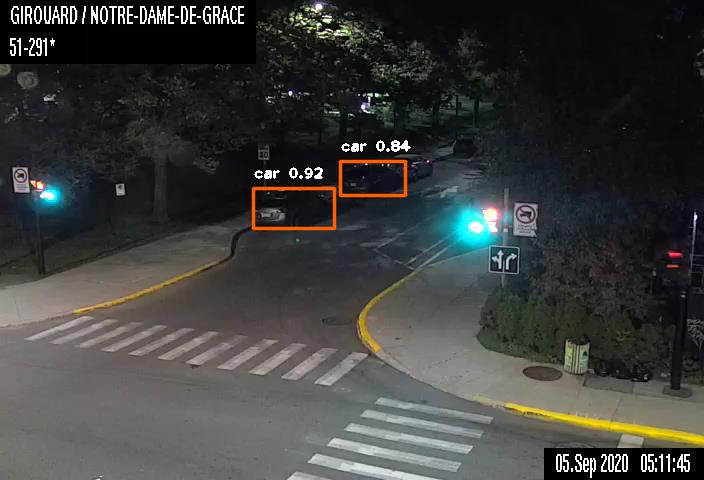 GIROUARD / NOTRE-DAME-DE-GRACE
51-291*
car 0.84
car 0.92
05.Sep 2020 05:11:45